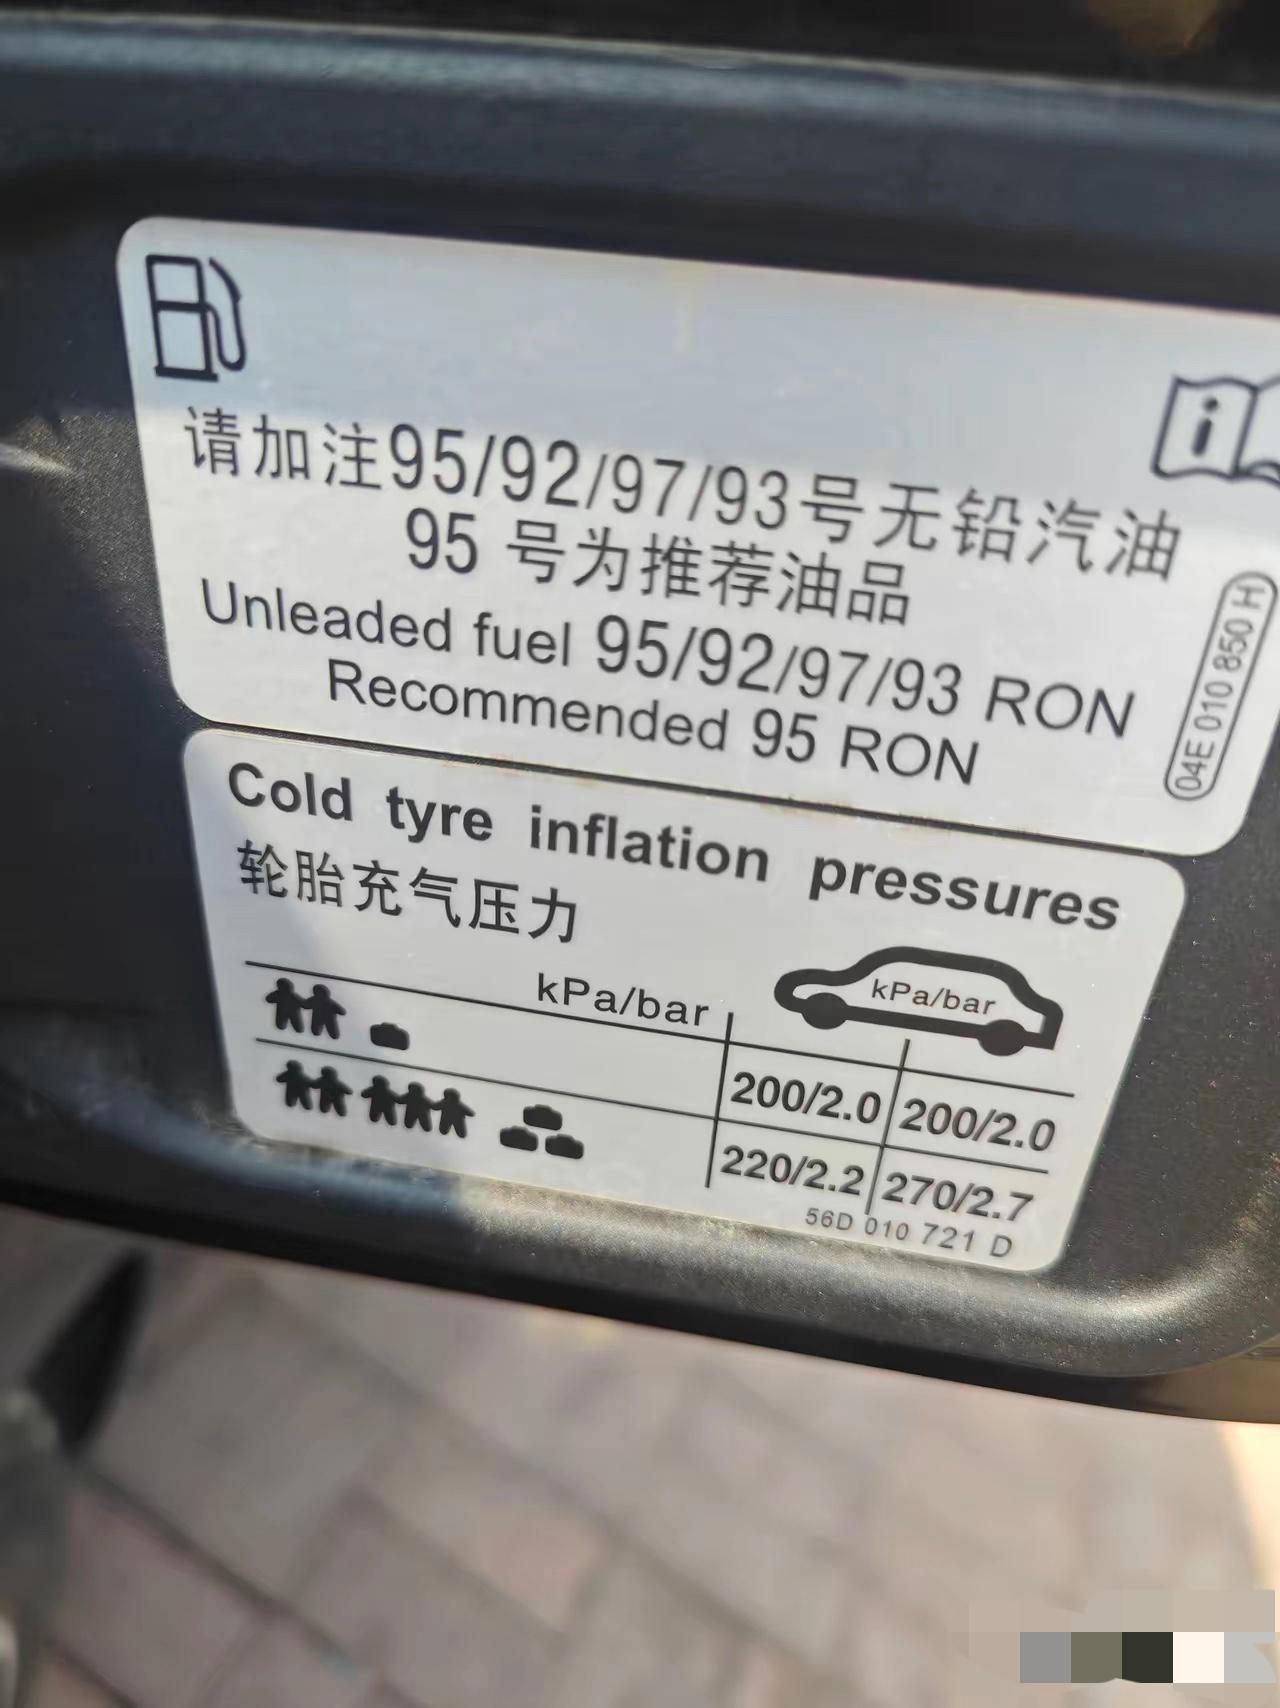 i
请加注95/92/97/93号无铅汽油
95 号为推荐油品
Unleaded fuel 95/92/97/93 RON
Recommended 95 RON
04E 010 850 H
Cold tyre inflation pressures
轮胎充气压力
kPa/bar
kPa/bar
200/2.0 200/2.0
220/2.2 270/2.7
56D 010 721 D